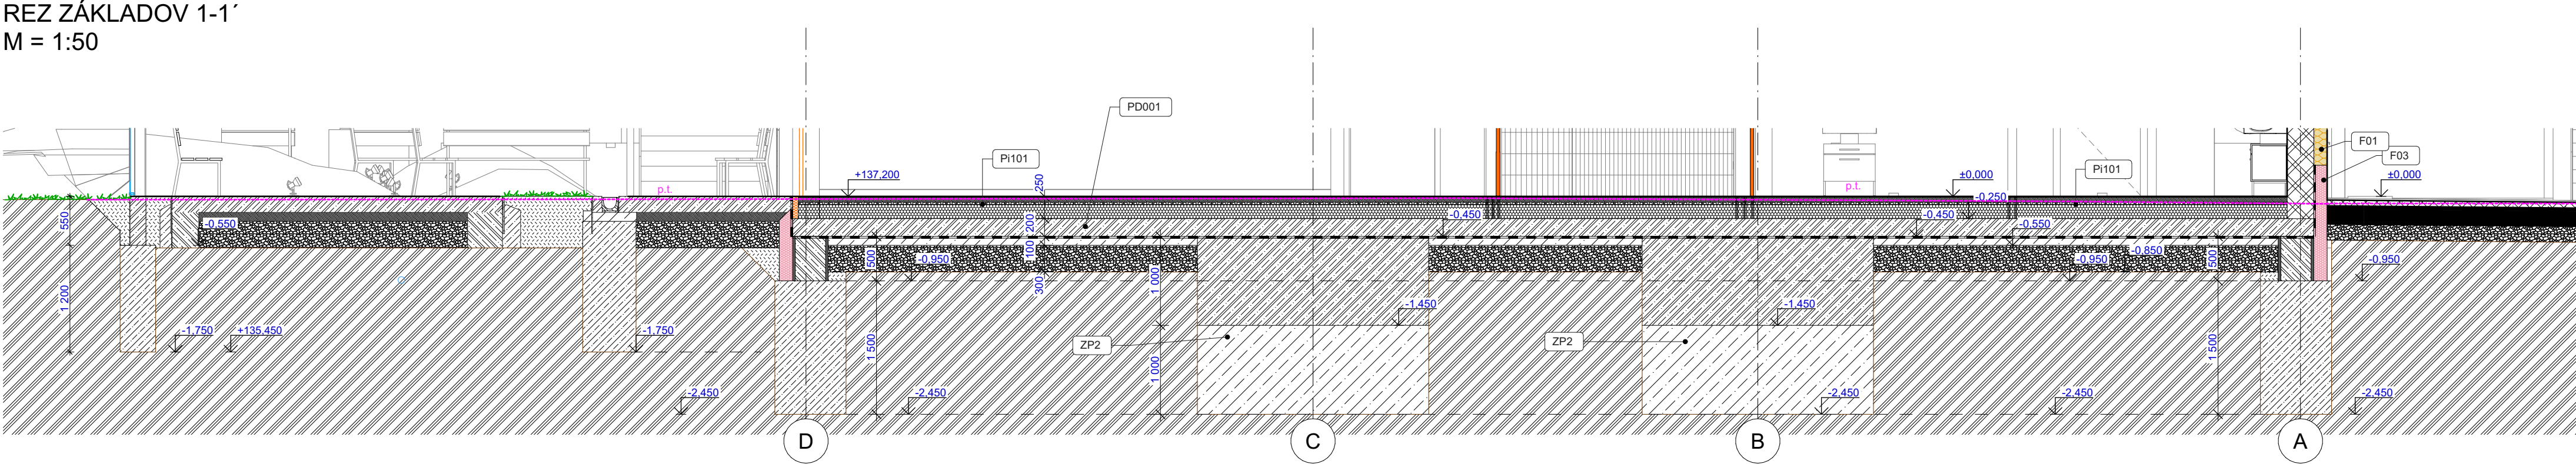 REZ ZÁKLADOV 1-1´
M = 1:50
PD001
Pi101
F01
F03
Pi101
+137,200
250
p.t.
p.t.
±0,000
±0,000
-0,250
550
-0,550
200
-0,450
-0,450
-0,550
500
-0,950
100
300
1 000
-0,950
-0,850
500
-0,950
1 200
-1,750
+135,450
-1,750
-1,450
-1,450
ZP2
ZP2
1 500
1 000
1 500
-2,450
-2,450
-2,450
-2,450
-2,450
D
C
B
A